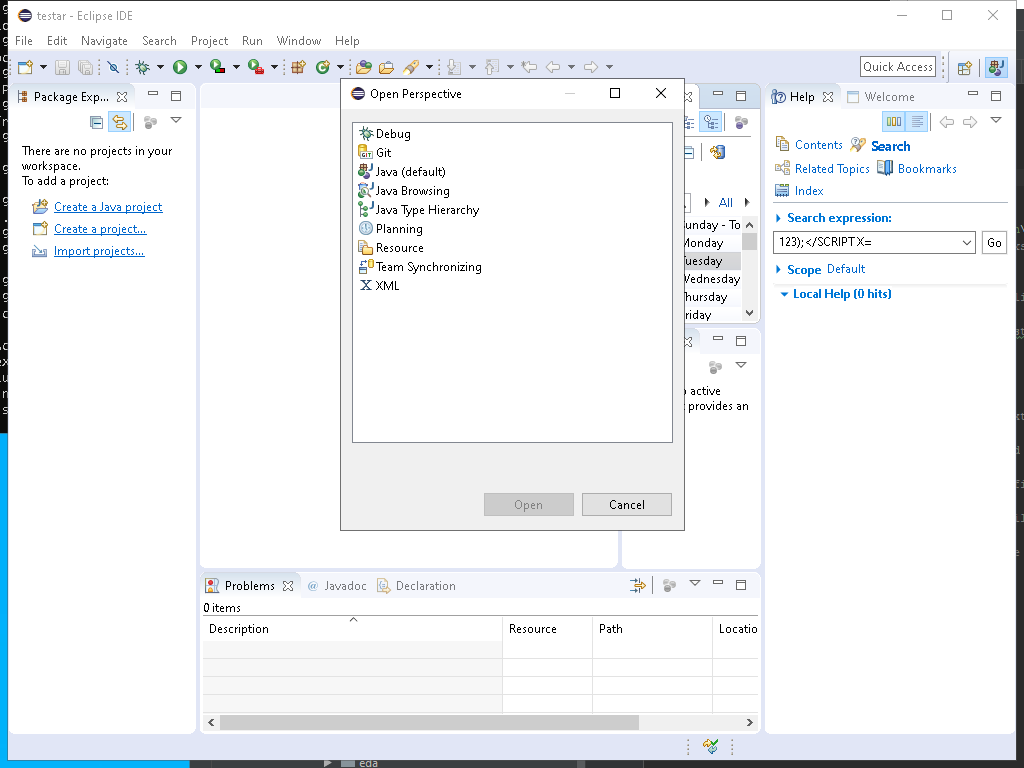 testar - Eclipse IDE
File Edit Navigate Search Project Run Window Help
Quick Access
Package Exp...
There are no projects in your
workspace.
To add a project:
Create a Java project
Create a project...
Import projects...
Open Perspective
Debug
GIT Git
Java (default)
Java Browsing
Java Type Hierarchy
Planning
Resource
Team Synchronizing
X XML
Open Cancel
All
unday - To
Monday
Tuesday
Wednesday
Thursday
riday
active
provides an
Help Welcome
Contents Search
Related Topics Bookmarks
Index
Search expression:
123);</SCRIPT X= Go
Scope Default
Local Help (0 hits)
Problems @ Javadoc Declaration
0 items
Description Resource Path Locatio
eda